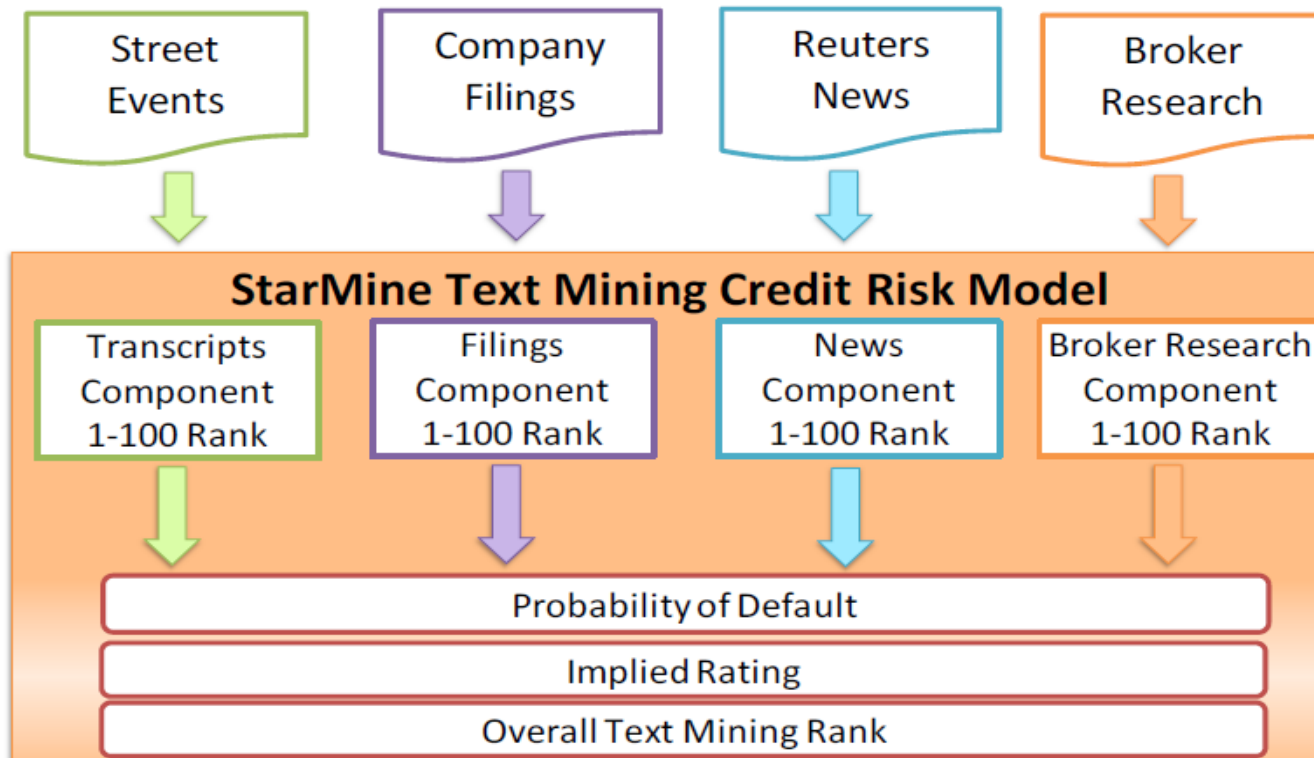 Street
Events
Company
Filings
Reuters
News
Broker
Research
StarMine Text Mining Credit Risk Model
Transcripts
Component
1-100 Rank
Filings
Component
1-100 Rank
News
Component
1-100 Rank
Broker Research
Component
1-100 Rank
Probability of Default
Implied Rating
Overall Text Mining Rank